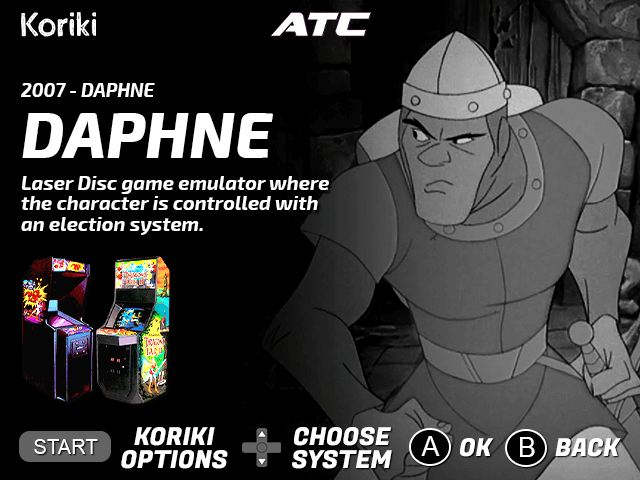 Koriki
ATC
2007 - DAPHNE
DAPHNE
Laser Disc game emulator where
the character is controlled with
an election system.
START
KORIKI
OPTIONS
CHOOSE
SYSTEM
A OK
B BACK